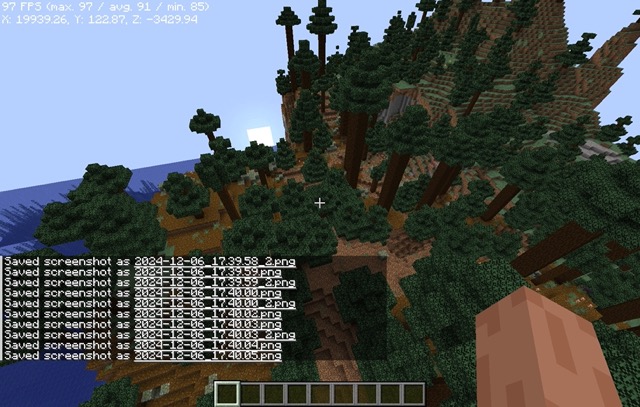 97 FPS (max. 97 / avg. 91 / min. 85)
X: 19939.26, Y: 122.87, Z: -3429.94
Saved screenshot as 2024-12-06_17.39.58_2.png
Saved screenshot as 2024-12-06_17.39.59.png
Saved screenshot as 2024-12-06_17.39.59_2.png
Saved screenshot as 2024-12-06_17.40.00.png
Saved screenshot as 2024-12-06_17.40.00_2.png
Saved screenshot as 2024-12-06_17.40.02.png
Saved screenshot as 2024-12-06_17.40.03.png
Saved screenshot as 2024-12-06_17.40.03_2.png
Saved screenshot as 2024-12-06_17.40.04.png
Saved screenshot as 2024-12-06_17.40.05.png